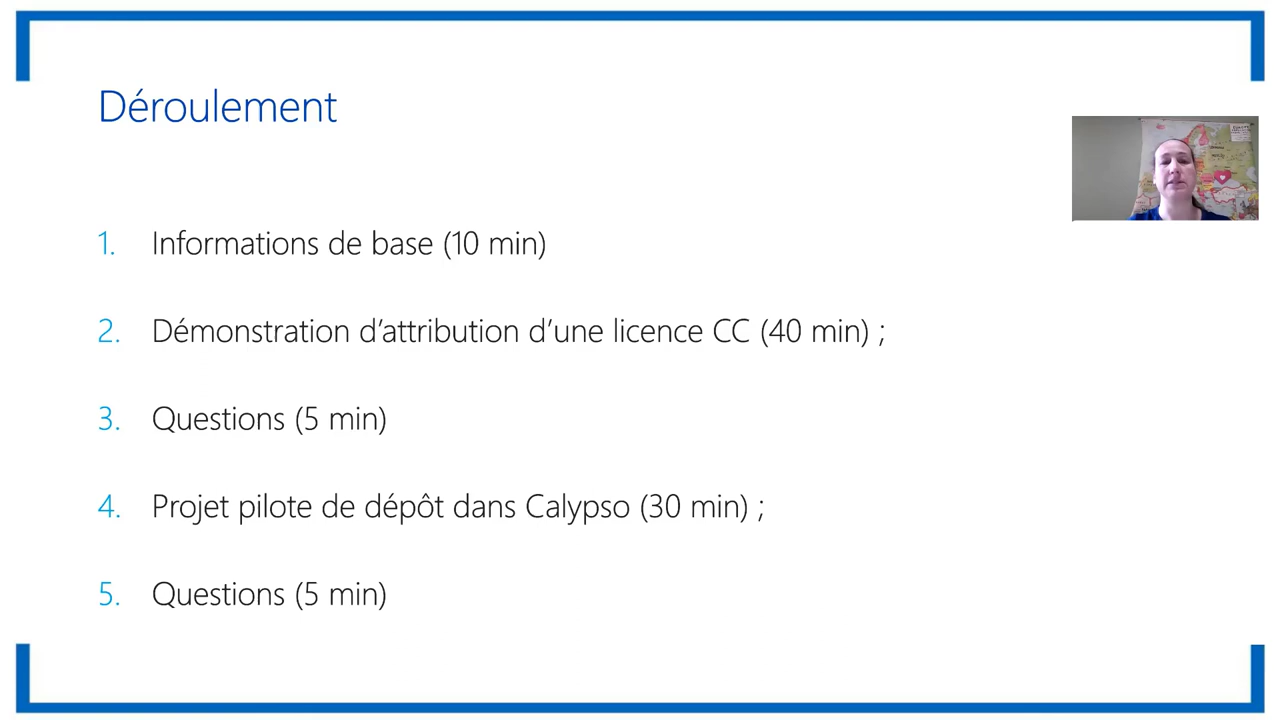 Déroulement
1. Informations de base (10 min)
2. Démonstration d’attribution d’une licence CC (40 min) ;
3. Questions (5 min)
4. Projet pilote de dépôt dans Calypso (30 min) ;
5. Questions (5 min)